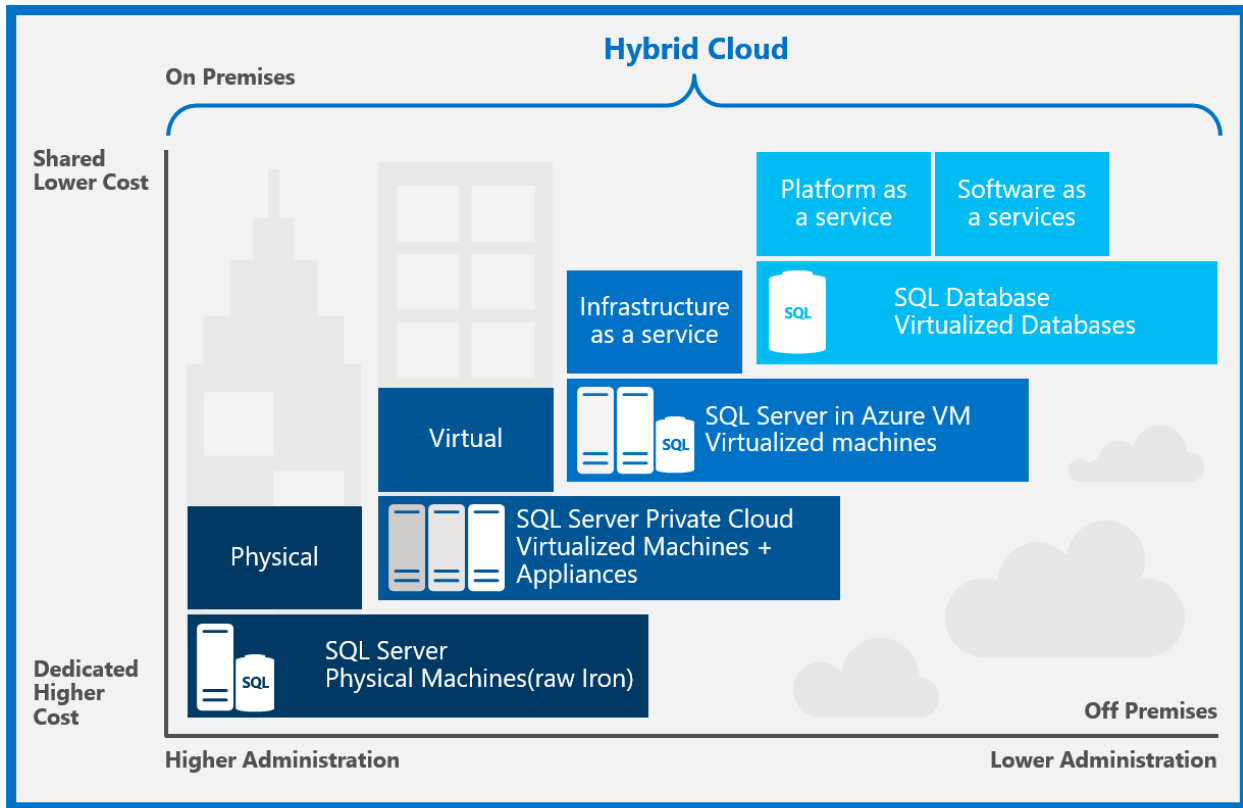 Hybrid Cloud
On Premises
Shared
Lower Cost
Platform as
a service
Software as
a services
SQL
SQL Database
Virtualized Databases
Infrastructure
as a service
SQL
SQL Server in Azure VM
Virtualized machines
Virtual
SQL Server Private Cloud
Virtualized Machines +
Appliances
Physical
SQL
SQL Server
Physical Machines(raw Iron)
Dedicated
Higher
Cost
Off Premises
Higher Administration
Lower Administration